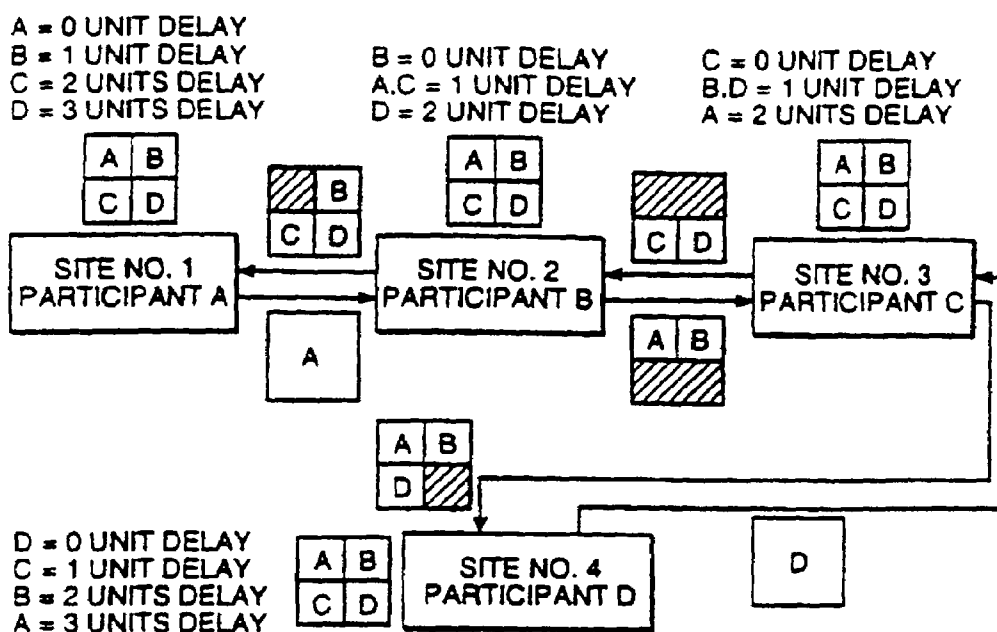 A = 0 UNIT DELAY
B = 1 UNIT DELAY
C = 2 UNITS DELAY
D = 3 UNITS DELAY
B = 0 UNIT DELAY
A.C = 1 UNIT DELAY
D = 2 UNIT DELAY
C = 0 UNIT DELAY
B.D = 1 UNIT DELAY
A = 2 UNITS DELAY
A B
C D
B
C D
A B
C D
C D
A B
C D
SITE NO. 1
PARTICIPANT A
SITE NO. 2
PARTICIPANT B
SITE NO. 3
PARTICIPANT C
A
A B
A B
D
D = 0 UNIT DELAY
C = 1 UNIT DELAY
B = 2 UNITS DELAY
A = 3 UNITS DELAY
A B
C D
SITE NO. 4
PARTICIPANT D
D